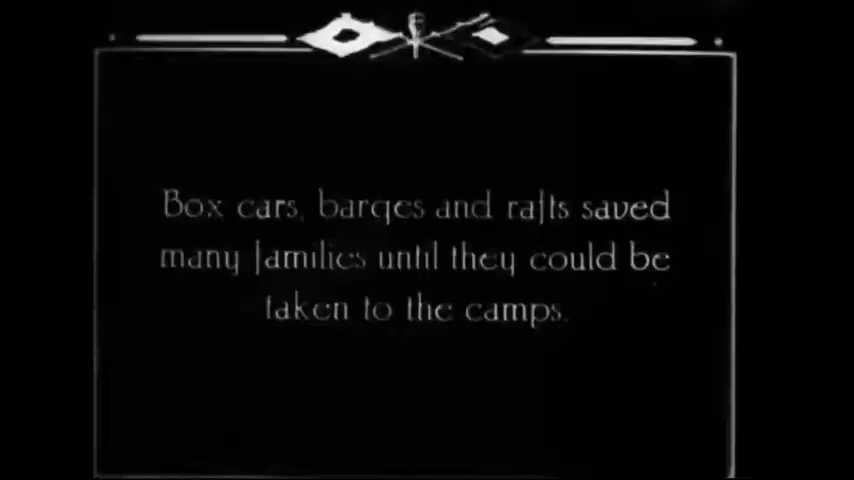 Box cars, barges and rafts saved
many families until they could be
taken to the camps.